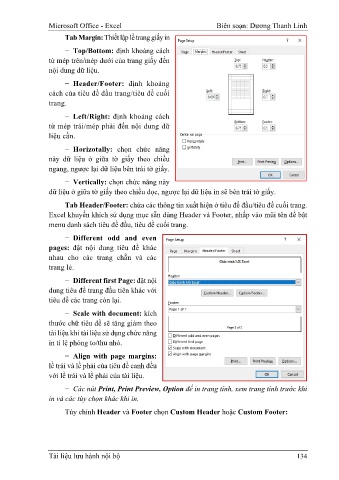 Microsoft Office - Excel Biên soạn: Dương Thanh Linh
Tab Margin: Thiết lập lề trang giấy in
− Top/Bottom: định khoảng cách
từ mép trên/mép dưới của trang giấy đến
nội dung dữ liệu.
− Header/Footer: định khoảng
cách của tiêu đề đầu trang/tiêu đề cuối
trang.
− Left/Right: định khoảng cách
từ mép trái/mép phải đến nội dung dữ
liệu cần.
− Horizotally: chọn chức năng
này dữ liệu ở giữa tờ giấy theo chiều
ngang, ngược lại dữ liệu bên trái tờ giấy.
− Vertically: chọn chức năng này
dữ liệu ở giữa tờ giấy theo chiều dọc, ngược lại dữ liệu in sẽ bên trái tờ giấy.
Page Setup ? ×
Page Margins Header/Footer Sheet
Top: Header:
Left: Right:
Bottom: Footer:
Center on page
Horizontally
Vertically
Print... Print Preview Options...
OK Cancel
Tab Header/Footer: chứa các thông tin xuất hiện ở tiêu đề đầu/tiêu đề cuối trang.
Excel khuyến khích sử dụng mục sẵn dùng Header và Footer, nhấp vào mũi tên để bật
menu danh sách tiêu đề đầu, tiêu đề cuối trang.
− Different odd and even
pages: đặt nội dung tiêu đề khác
nhau cho các trang chẵn và các
trang lẻ.
− Different first Page: đặt nội
dung tiêu đề trang đầu tiên khác với
tiêu đề các trang còn lại.
− Scale with document: kích
thước chữ tiêu đề sẽ tăng giảm theo
tài liệu khi tài liệu sử dụng chức năng
in tỉ lệ phóng to/thu nhỏ.
− Align with page margins:
lề trái và lề phải của tiêu đề canh đều
với lề trái và lề phải của tài liệu.
Page Setup ? ×
Page Margins Header/Footer Sheet
Giáo trình MS Excel
Header:
Giáo trình MS Excel
Custom Header... Custom Footer...
Footer:
Page 1 of ?
Page 1 of 2
Different odd and even pages
Different first page
Scale with document
Align with page margins
Print... Print Preview Options...
OK Cancel
− Các nút Print, Print Preview, Option để in trang tính, xem trang tính trước khi
in và các tùy chọn khác khi in.
Tùy chỉnh Header và Footer chọn Custom Header hoặc Custom Footer:
Tài liệu lưu hành nội bộ 134